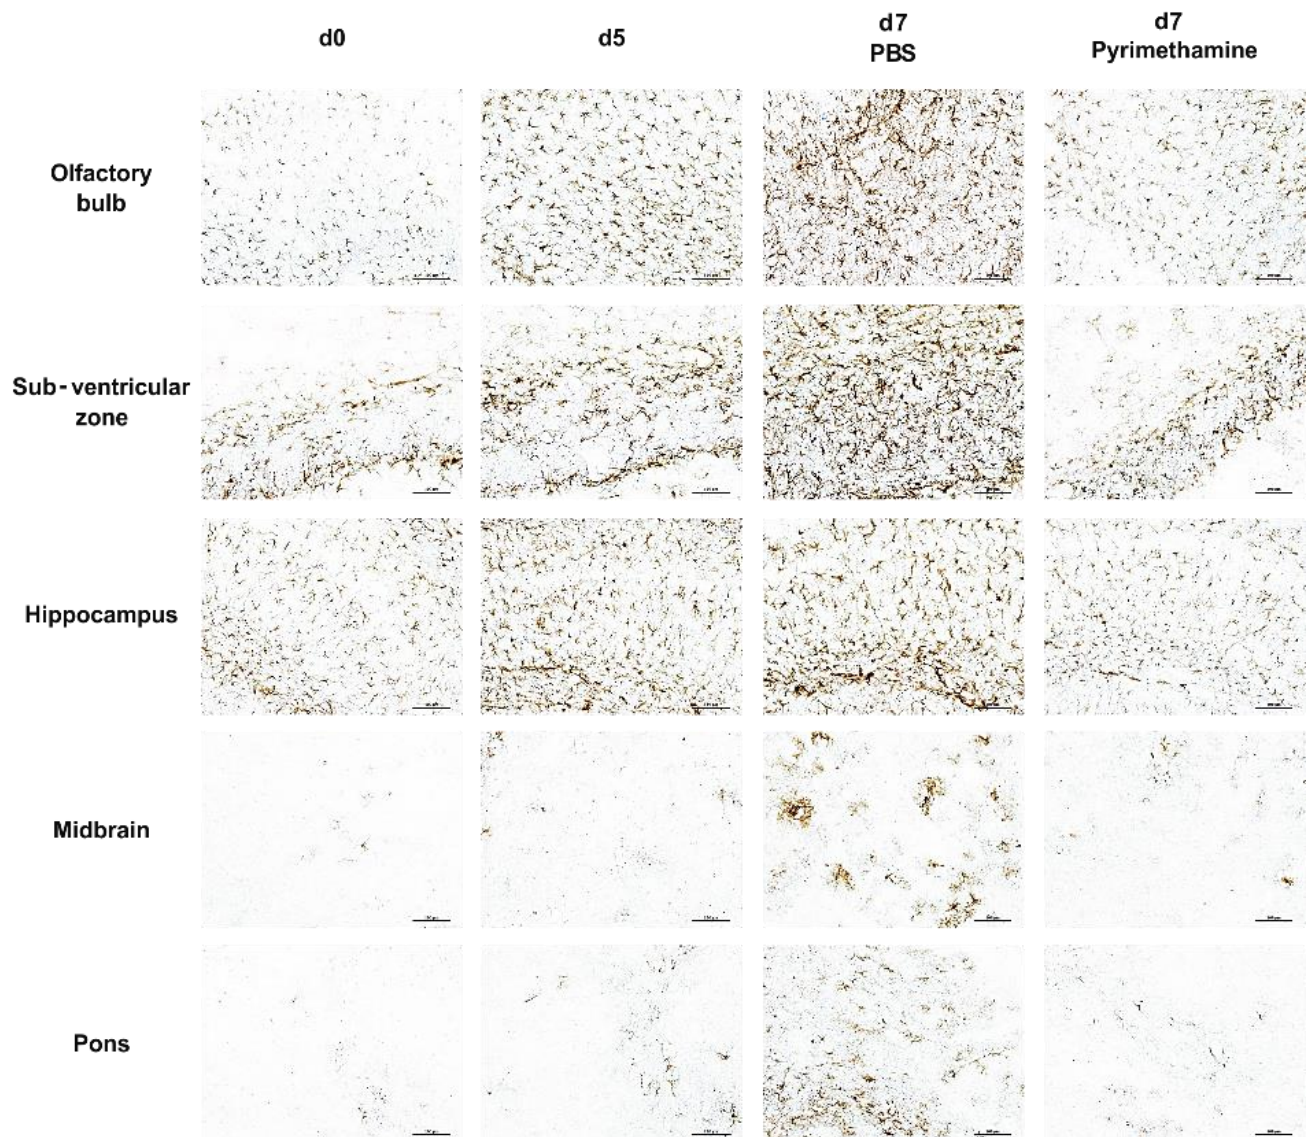 d0
d5
d7
PBS
d7
Pyrimethamine
Olfactory
bulb
Sub-ventricular
zone
Hippocampus
Midbrain
Pons